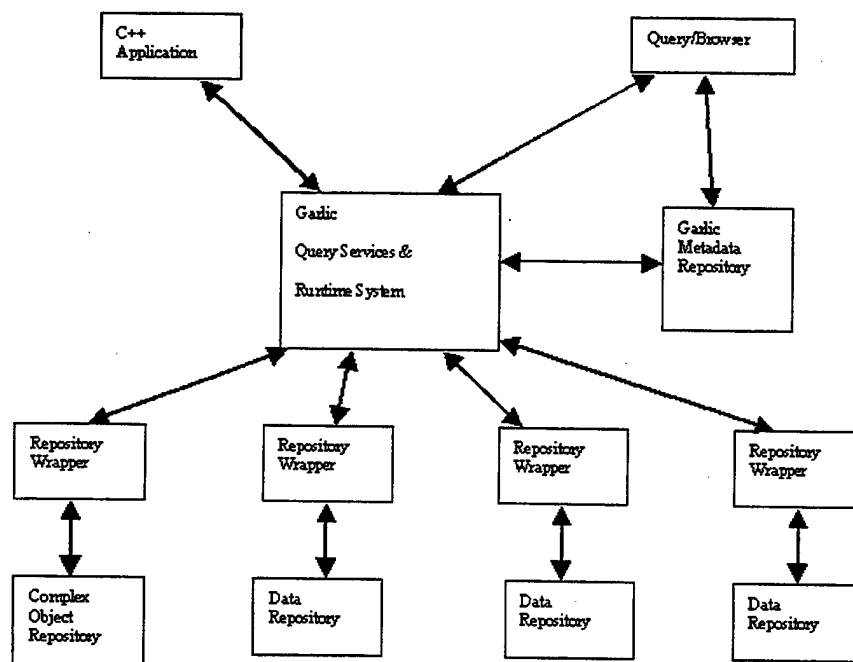 C++
Application
Query/Browser
Garlic
Query Services &
Runtime System
Garlic
Metadata
Repository
Repository
Wrapper
Repository
Wrapper
Repository
Wrapper
Repository
Wrapper
Complex
Object
Repository
Data
Repository
Data
Repository
Data
Repository